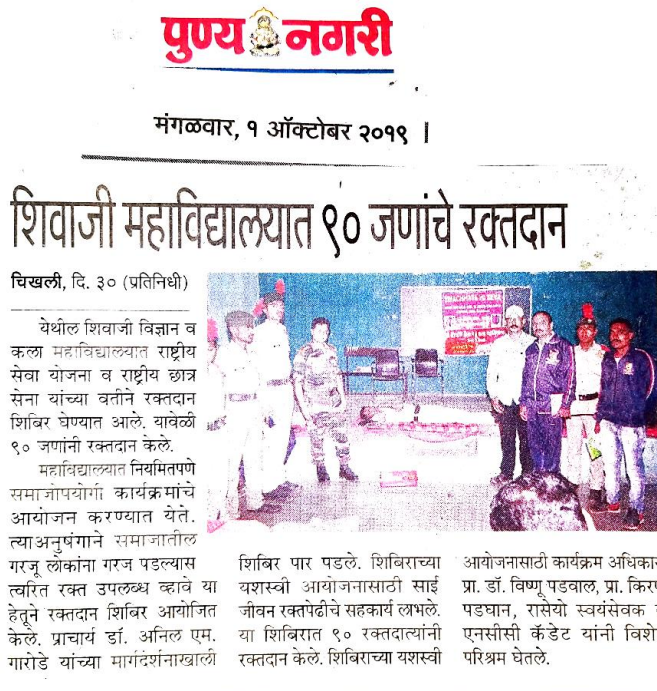 पुण्य नगरी
मंगळवार, १ ऑक्टोबर २०१९
शिवाजी महाविद्यालयात ९० जणांचे रक्तदान
चिखली, दि. ३० (प्रतिनिधी)
येथील शिवाजी विज्ञान व
कला महाविद्यालयात राष्ट्रीय
सेवा योजना व राष्ट्रीय छात्र
सेना यांच्या वतीने रक्तदान
शिबिर घेण्यात आले. यावेळी
९० जणांनी रक्तदान केले.
महाविद्यालयात नियमितपणे
समाजोपयोगी कार्यक्रमांचे
आयोजन करण्यात येते.
त्याअनुषंगाने समाजातील
गरजू लोकांना गरज पडल्यास
त्वरित रक्त उपलब्ध व्हावे या
हेतूने रक्तदान शिबिर आयोजित
केले. प्राचार्य डॉ. अनिल एम.
गारोडे यांच्या मार्गदर्शनाखाली
शिबिर पार पडले. शिबिराच्या
यशस्वी आयोजनासाठी साई
जीवन रक्तपेढीचे सहकार्य लाभले.
या शिबिरात ९० रक्तदात्यांनी
रक्तदान केले. शिबिराच्या यशस्वी
आयोजनासाठी कार्यक्रम अधिका
प्रा. डॉ. विष्णू पडवाल, प्रा. किर
पडघान, रासेयो स्वयंसेवक
एनसीसी कॅडेट यांनी विशे
परिश्रम घेतले.